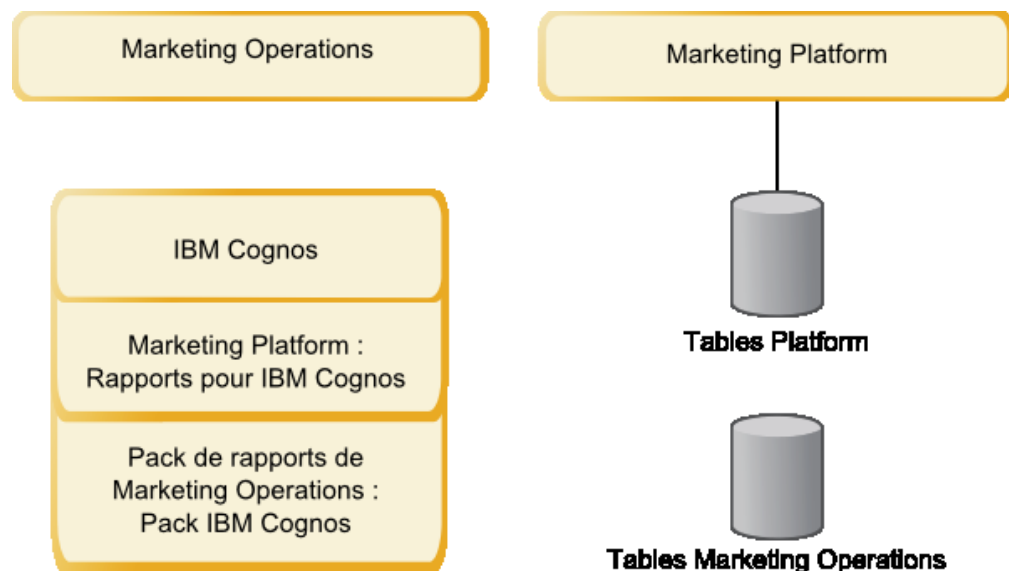 Marketing Operations
Marketing Platform
IBM Cognos
Marketing Platform :
Rapports pour IBM Cognos
Pack de rapports de
Marketing Operations :
Pack IBM Cognos
Tables Platform
Tables Marketing Operations